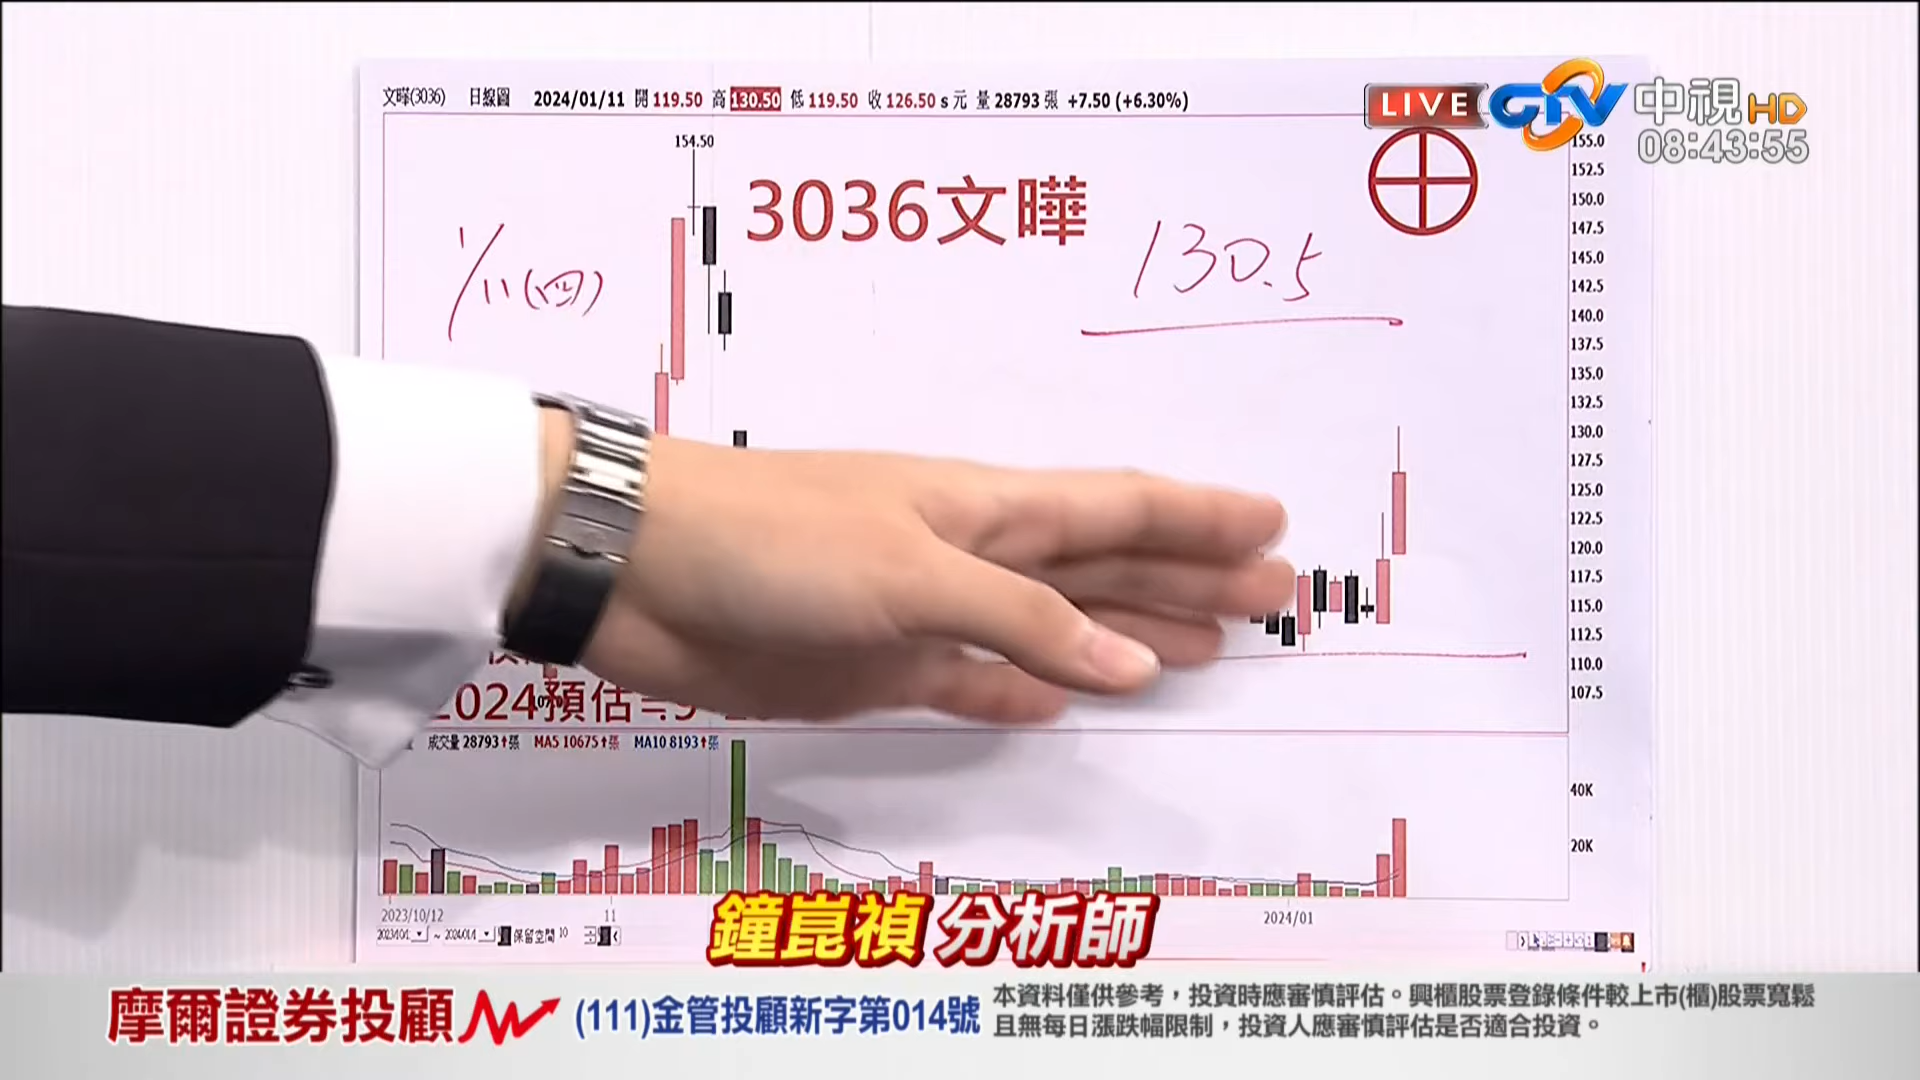 文曄(3036) 日線圖 2024/01/11 開 119.50 高 130.50 低 119.50 收 126.50 s 元 量 28793 張 +7.50 (+6.30%)
LIVE CTV 中視 HD
08:43:55
154.50
3036文曄
1/11(四)
130.5
155.0
152.5
150.0
147.5
145.0
142.5
140.0
137.5
135.0
132.5
130.0
127.5
125.0
122.5
120.0
117.5
115.0
112.5
110.0
107.5
2024預估
成交量 28793↑張 MA5 10675↑張 MA10 8193↑張
40K
20K
2023/10/12 11 2024/01
保留空間 10
鐘崑禎 分析師
摩爾證券投顧 (111)金管投顧新字第014號
本資料僅供參考，投資時應審慎評估。興櫃股票登錄條件較上市(櫃)股票寬鬆
且無每日漲跌幅限制，投資人應審慎評估是否適合投資。